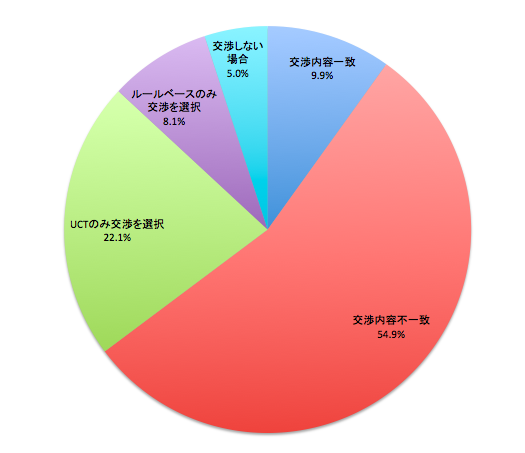 交渉しない
場合
5.0%
交渉内容一致
9.9%
ルールベースのみ
交渉を選択
8.1%
UCTのみ交渉を選択
22.1%
交渉内容不一致
54.9%